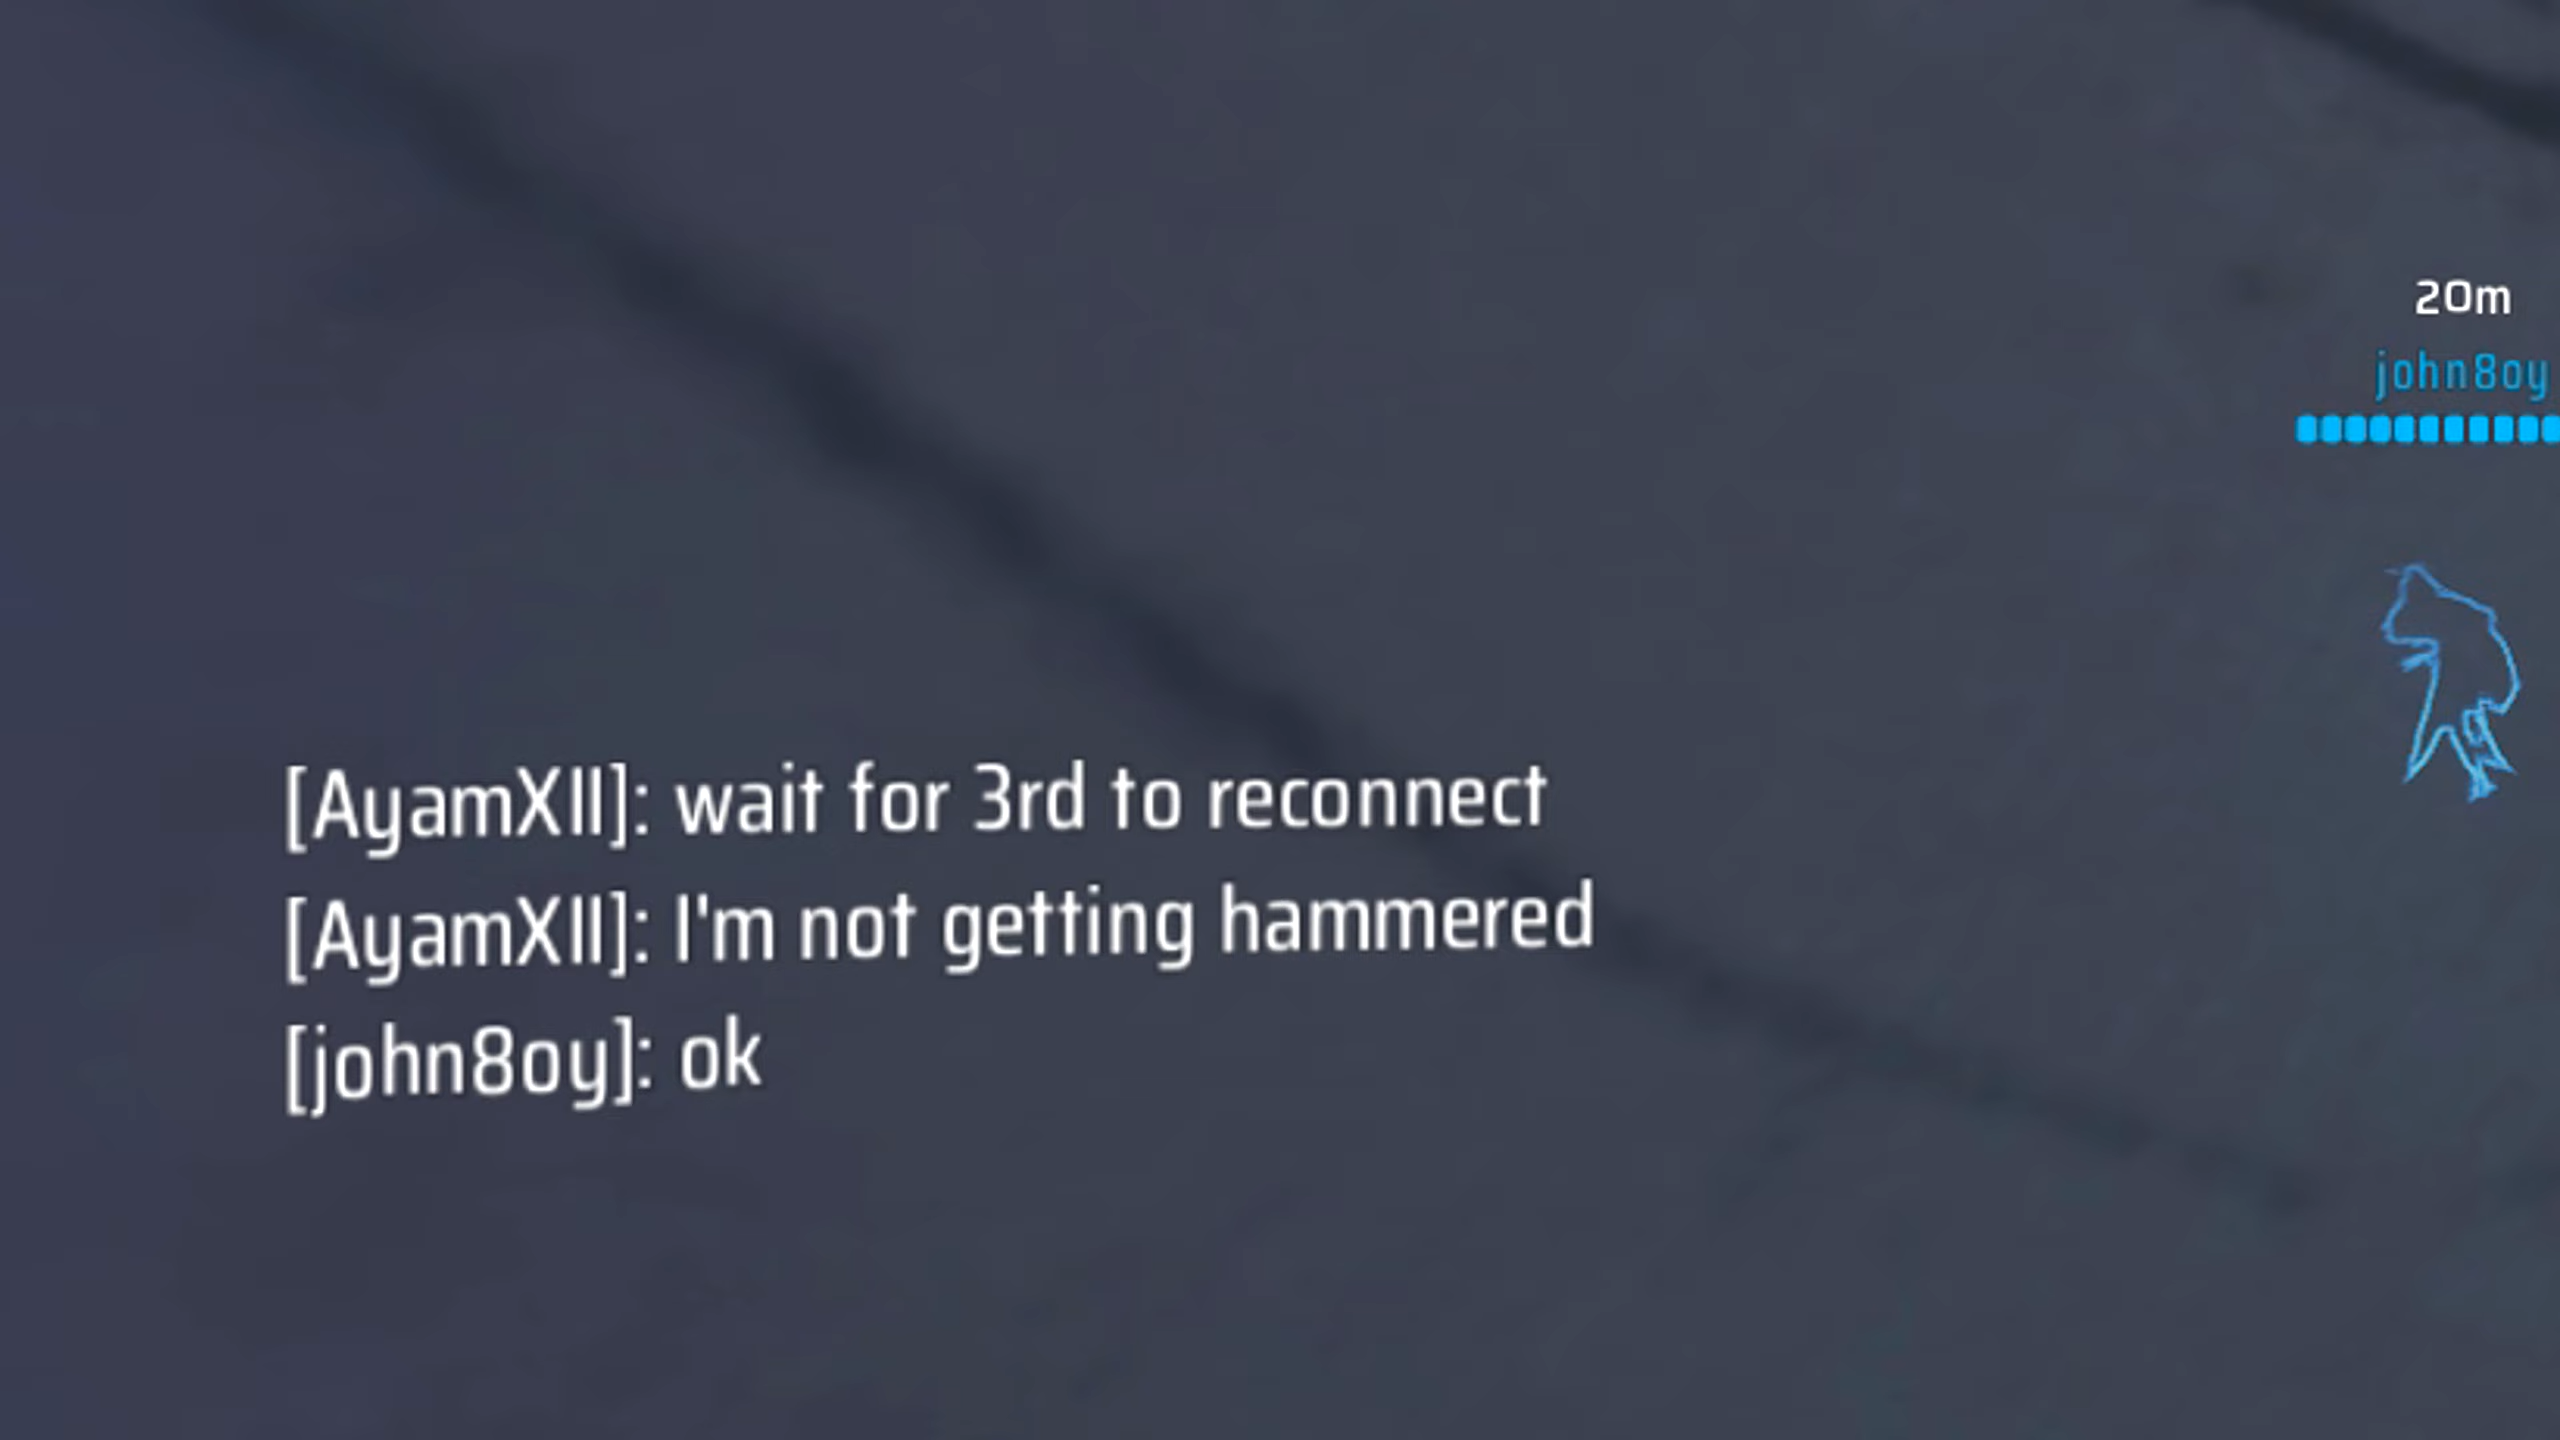 20m
john8oy
[AyamXII]: wait for 3rd to reconnect
[AyamXII]: I'm not getting hammered
[john8oy]: ok